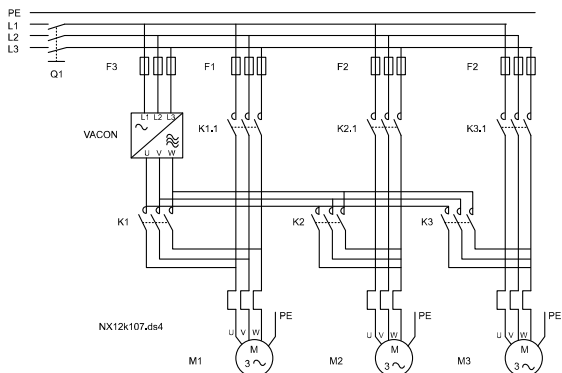 PE
L1
L2
L3
Q1
F3 F1 F2 F2
L1 L2 L3
VACON
U V W
K1.1 K2.1 K3.1
K1 K2 K3
PE PE PE
NX12k107.ds4
U V W U V W U V W
M1 M 3 M2 M 3 M3 M 3